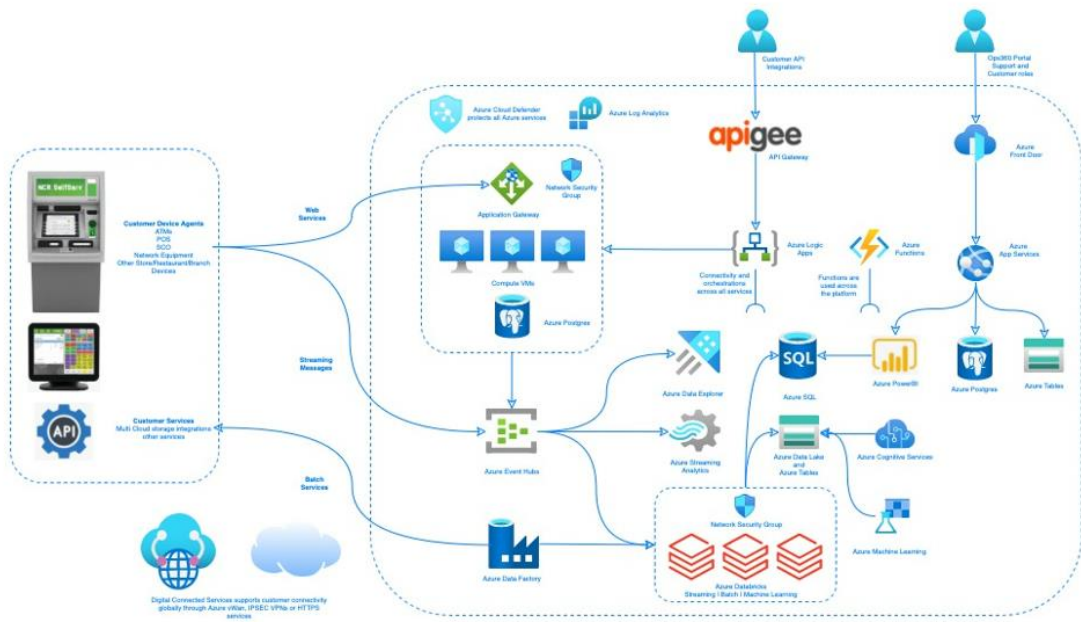 Customer API
Integrations
Ops360 Portal
Support and
Customer roles
Azure Cloud Defender
protects all Azure services
Azure Log Analytics
apigee
API Gateway
Azure
Front Door
NCR SelfServ
Network Security
Group
Application Gateway
Web
Services
Customer Device Agents
ATMs
POS
SCO
Network Equipment
Other Store/Restaurant/Branch
Devices
Compute VMs
Azure Logic
Apps
Azure
Functions
Azure
App Services
Connectivity and
orchestrations
across all services
Functions are
used across
the platform
Azure Postgres
Streaming
Messages
Azure Data Explorer
SQL
Azure SQL
Azure PowerBI
Azure Postgres
Azure Tables
API
Customer Services
Multi Cloud storage integrations
other services
Azure Event Hubs
Azure Streaming
Analytics
Azure Data Lake
and
Azure Tables
Azure Cognitive Services
Batch
Services
Network Security Group
Azure Machine Learning
Azure Data Factory
Azure Databricks
Streaming | Batch | Machine Learning
Digital Connected Services supports customer connectivity
globally through Azure vWan, IPSEC VPNs or HTTPS
services